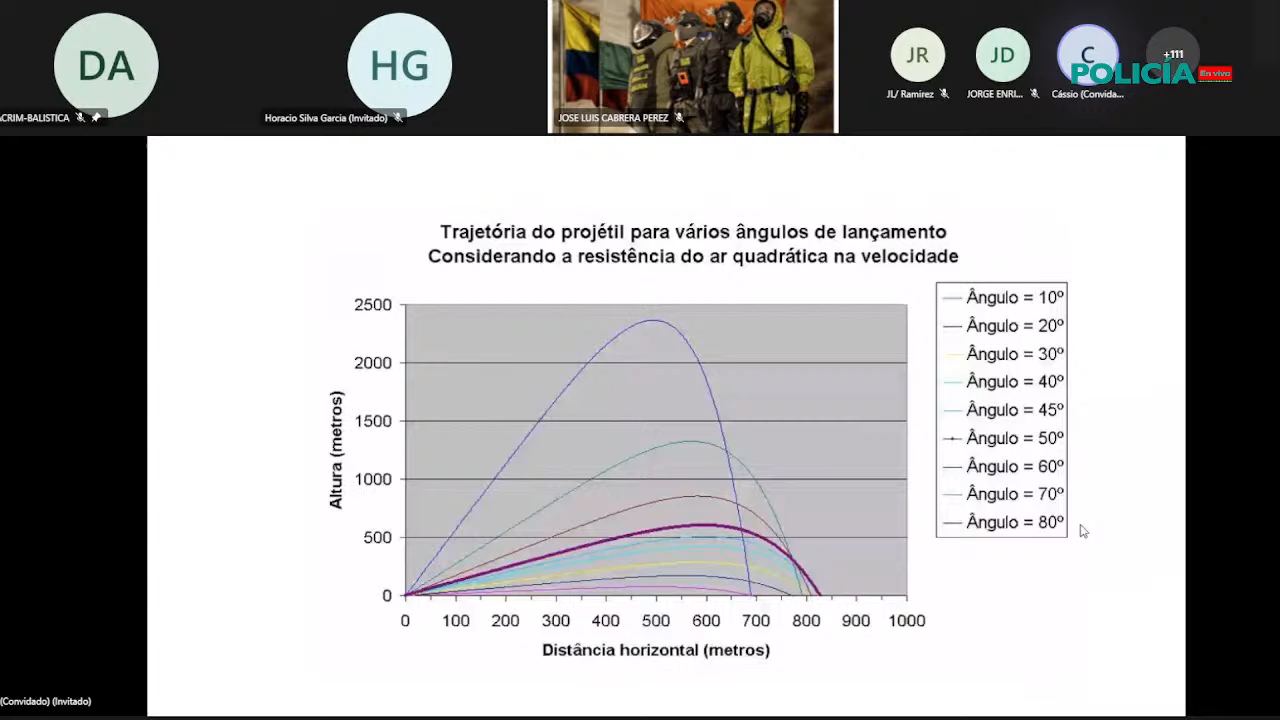 DA
HG
JR
JD
C
+111
POLICÍA En vivo
ACRIM-BALISTICA
Horacio Silva Garcia (Invitado)
JOSE LUIS CABRERA PEREZ
JL/ Ramirez
JORGE ENRI...
Cássio (Convida...
Trajetória do projétil para vários ângulos de lançamento
Considerando a resistência do ar quadrática na velocidade
2500
2000
1500
1000
500
0
Altura (metros)
0 100 200 300 400 500 600 700 800 900 1000
Distância horizontal (metros)
Ângulo = 10º
Ângulo = 20º
Ângulo = 30º
Ângulo = 40º
Ângulo = 45º
Ângulo = 50º
Ângulo = 60º
Ângulo = 70º
Ângulo = 80º
(Convidado) (Invitado)